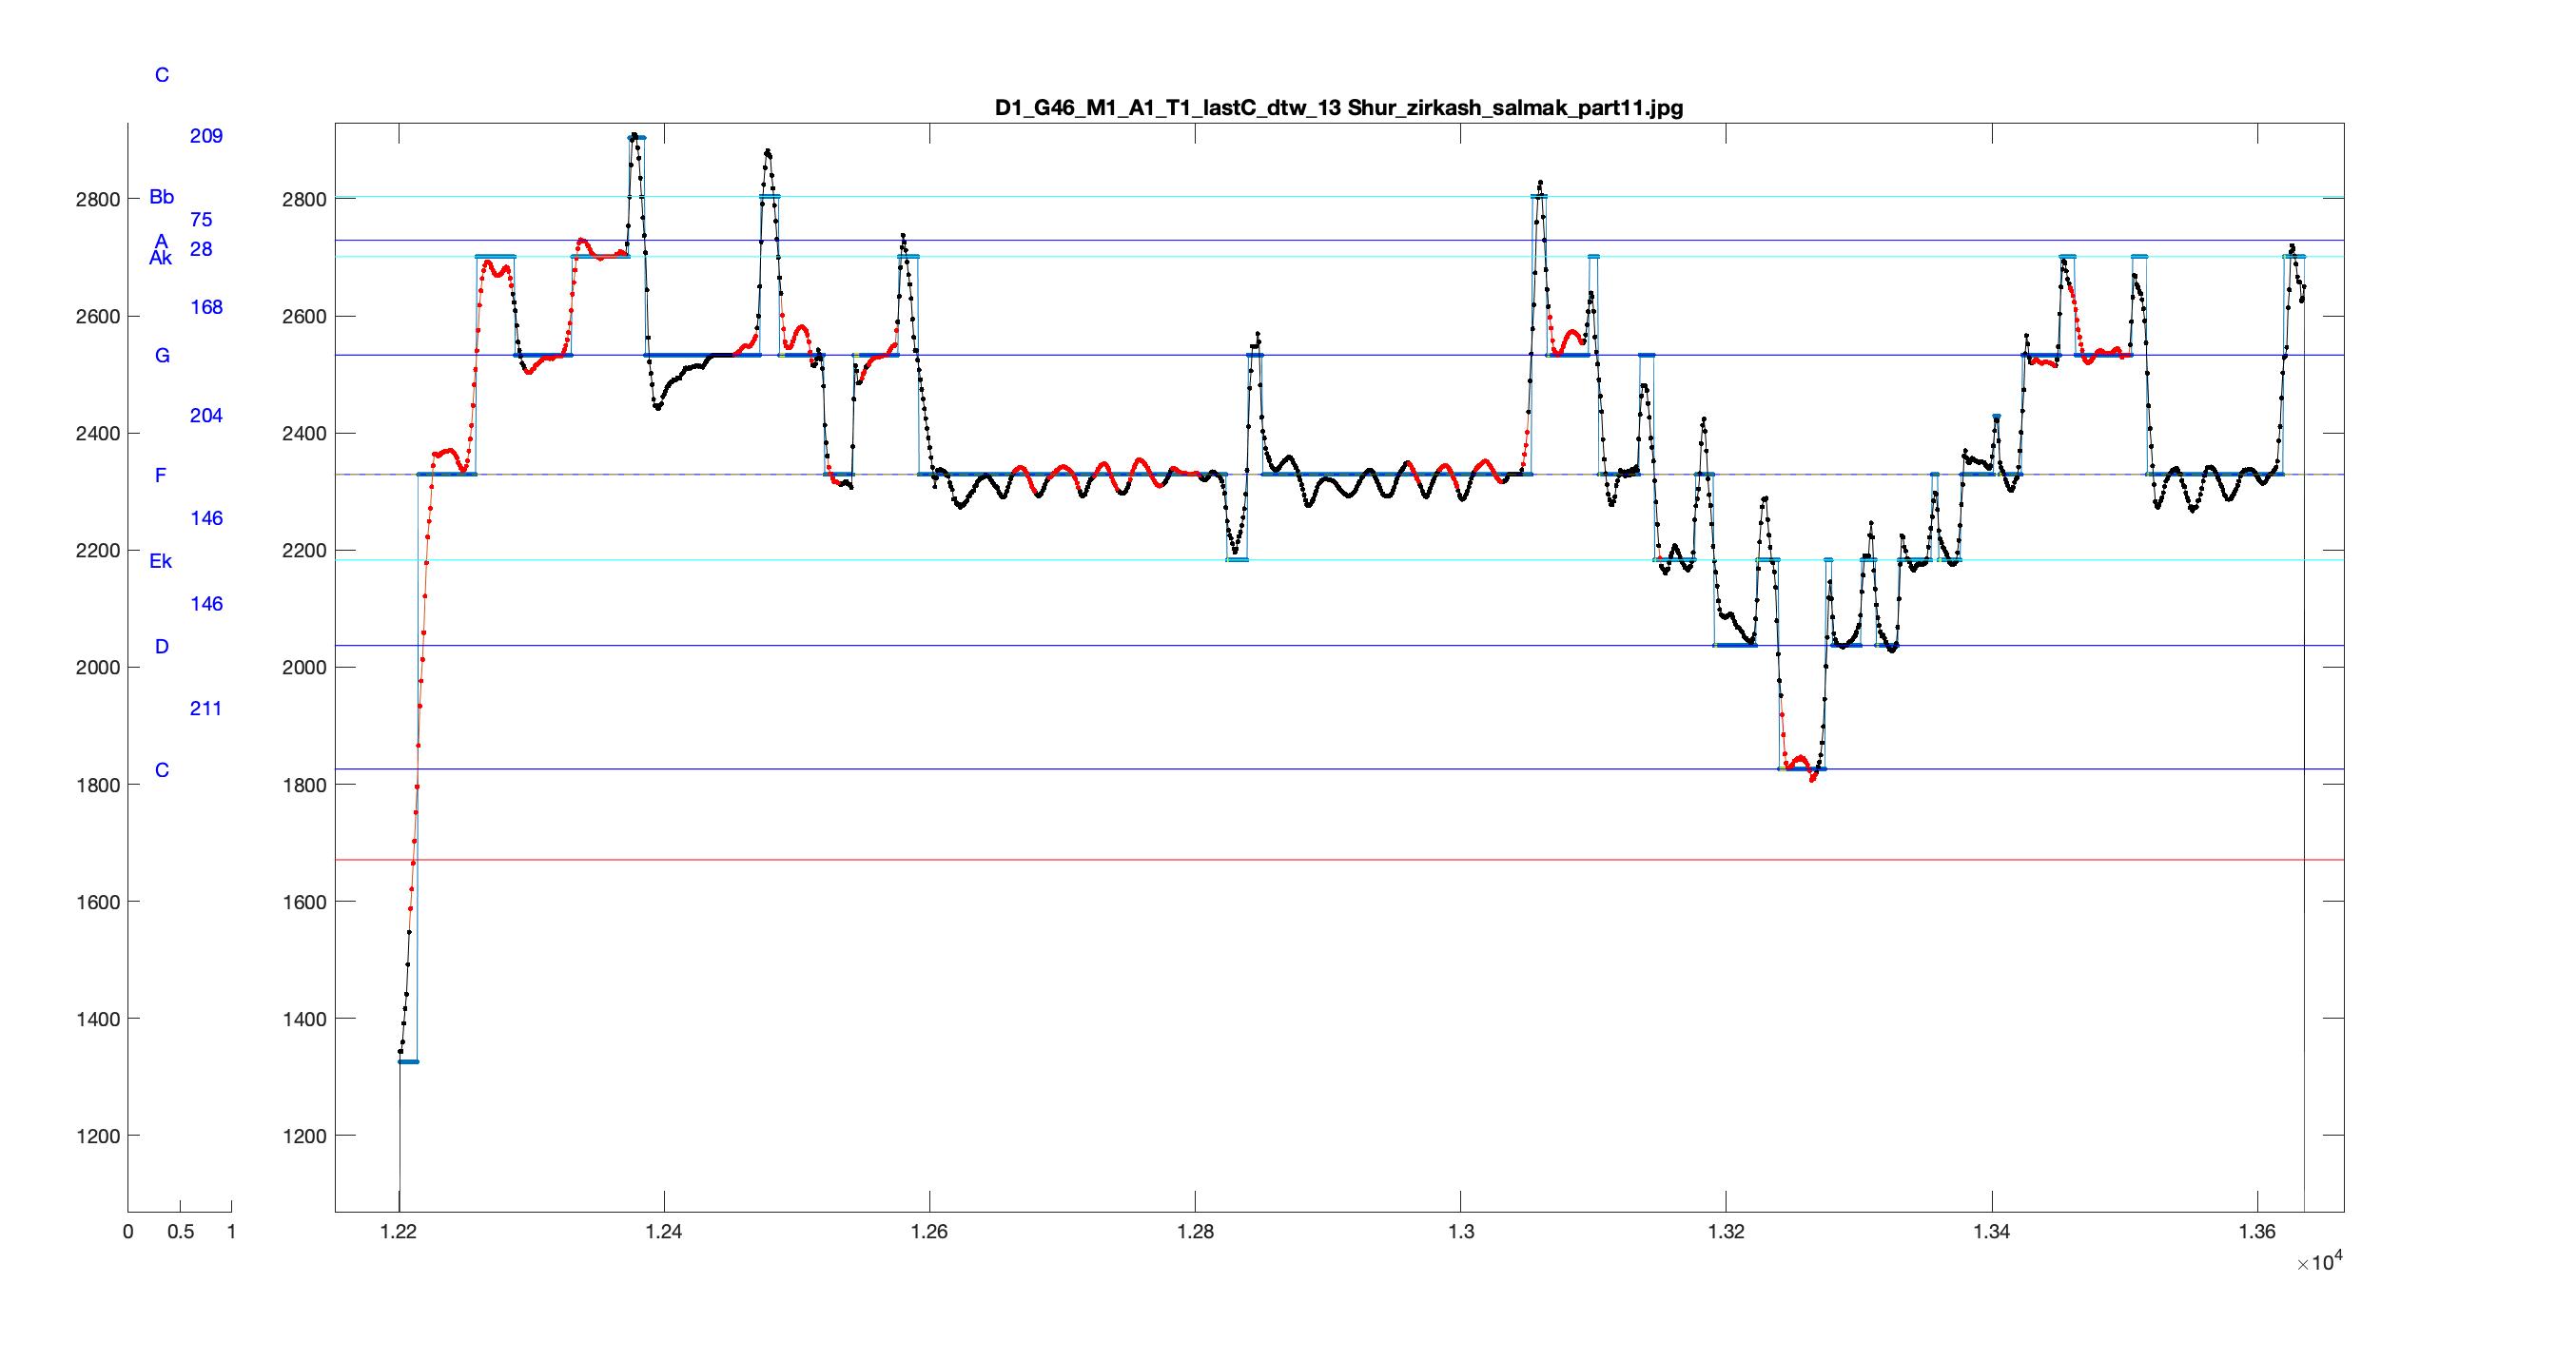 C
D1_G46_M1_A1_T1_lastC_dtw_13 Shur_zirkash_salmak_part11.jpg
209
2800 Bb 2800
75
A
28
Ak
168
2600 2600
G
204
2400 2400
F
146
2200 2200
Ek
146
D
2000 2000
211
C
1800 1800
1600 1600
1400 1400
1200 1200
0 0.5 1 1.22 1.24 1.26 1.28 1.3 1.32 1.34 1.36
×10^4